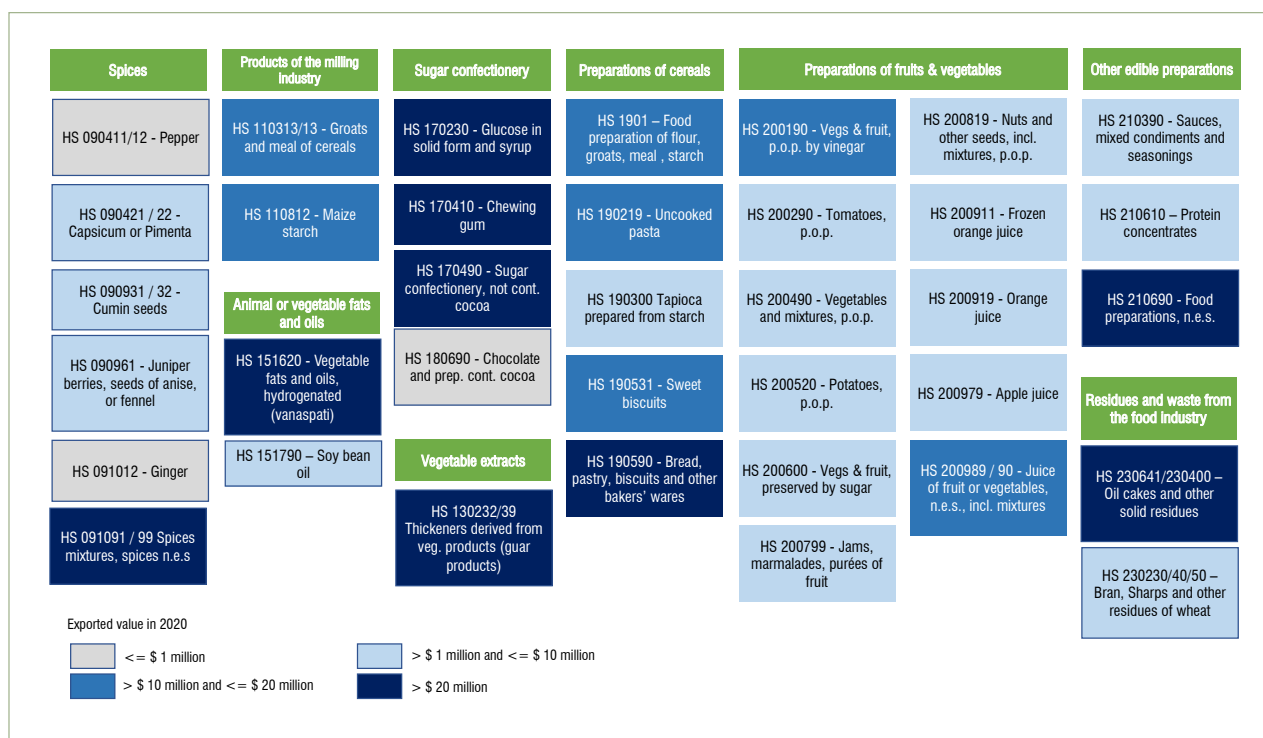 Spices
HS 090411/12 - Pepper
HS 090421 / 22 -
Capsicum or Pimenta
HS 090931 / 32 -
Cumin seeds
HS 090961 - Juniper
berries, seeds of anise,
or fennel
HS 091012 - Ginger
HS 091091 / 99 Spices
mixtures, spices n.e.s
Products of the milling
industry
HS 110313/13 - Groats
and meal of cereals
HS 110812 - Maize
starch
Animal or vegetable fats
and oils
HS 151620 - Vegetable
fats and oils,
hydrogenated
(vanaspati)
HS 151790 – Soy bean
oil
Sugar confectionery
HS 170230 - Glucose in
solid form and syrup
HS 170410 - Chewing
gum
HS 170490 - Sugar
confectionery, not cont.
cocoa
HS 180690 - Chocolate
and prep. cont. cocoa
Vegetable extracts
HS 130232/39
Thickeners derived from
veg. products (guar
products)
Preparations of cereals
HS 1901 – Food
preparation of flour,
groats, meal , starch
HS 190219 - Uncooked
pasta
HS 190300 Tapioca
prepared from starch
HS 190531 - Sweet
biscuits
HS 190590 - Bread,
pastry, biscuits and other
bakers’ wares
Preparations of fruits & vegetables
HS 200190 - Vegs & fruit,
p.o.p. by vinegar
HS 200290 - Tomatoes,
p.o.p.
HS 200490 - Vegetables
and mixtures, p.o.p.
HS 200520 - Potatoes,
p.o.p.
HS 200600 - Vegs & fruit,
preserved by sugar
HS 200799 - Jams,
marmalades, purées of
fruit
HS 200819 - Nuts and
other seeds, incl.
mixtures, p.o.p.
HS 200911 - Frozen
orange juice
HS 200919 - Orange
juice
HS 200979 - Apple juice
HS 200989 / 90 - Juice
of fruit or vegetables,
n.e.s., incl. mixtures
Other edible preparations
HS 210390 - Sauces,
mixed condiments and
seasonings
HS 210610 – Protein
concentrates
HS 210690 - Food
preparations, n.e.s.
Residues and waste from
the food industry
HS 230641/230400 –
Oil cakes and other
solid residues
HS 230230/40/50 –
Bran, Sharps and other
residues of wheat
Exported value in 2020
<= $ 1 million
> $ 1 million and <= $ 10 million
> $ 10 million and <= $ 20 million
> $ 20 million